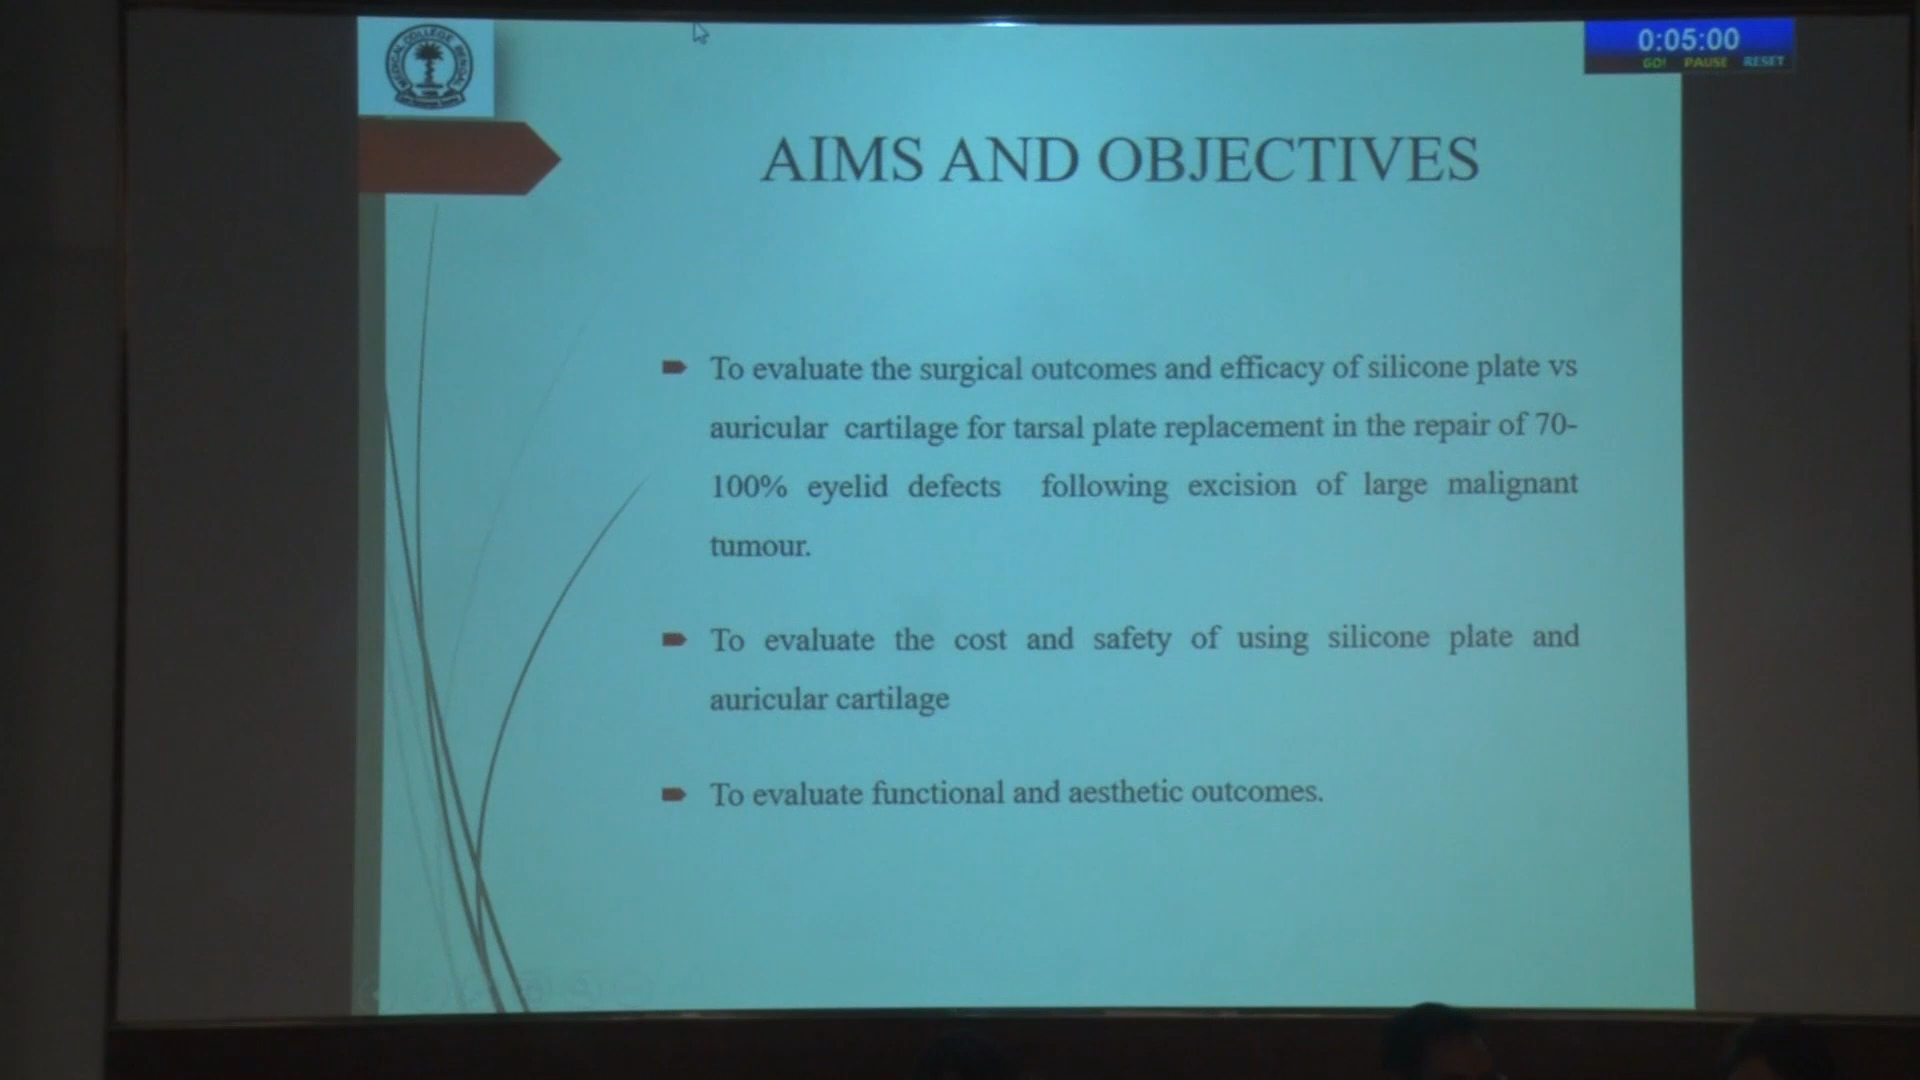 MEDICAL COLLEGE BENGAL
0:05:00
GO! PAUSE RESET
AIMS AND OBJECTIVES
To evaluate the surgical outcomes and efficacy of silicone plate vs
auricular cartilage for tarsal plate replacement in the repair of 70-
100% eyelid defects following excision of large malignant
tumour.
To evaluate the cost and safety of using silicone plate and
auricular cartilage
To evaluate functional and aesthetic outcomes.